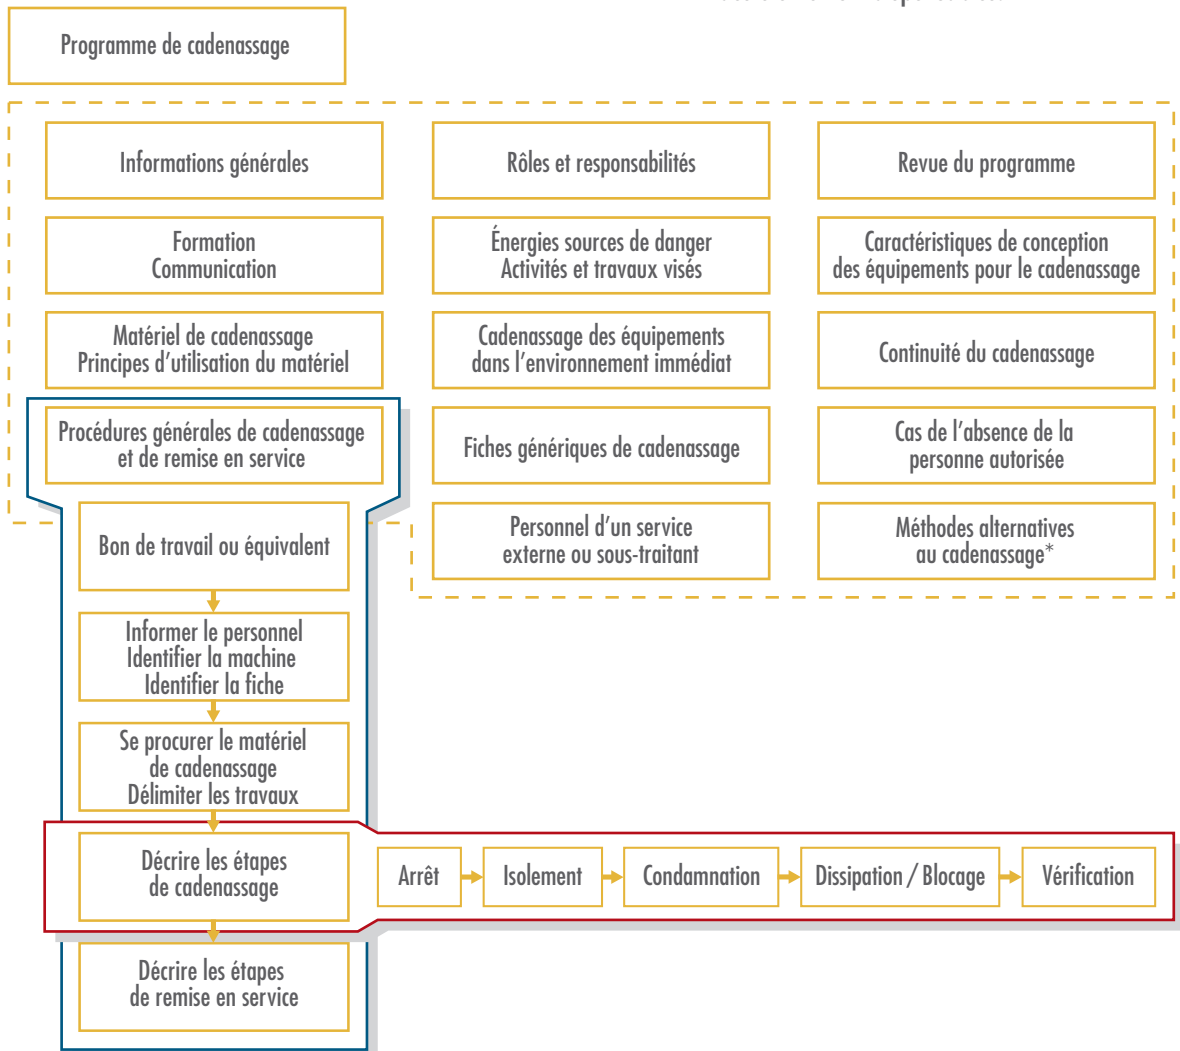 Programme de cadenassage
Informations générales
Rôles et responsabilités
Revue du programme
Formation
Communication
Énergies sources de danger
Activités et travaux visés
Caractéristiques de conception
des équipements pour le cadenassage
Matériel de cadenassage
Principes d'utilisation du matériel
Cadenassage des équipements
dans l'environnement immédiat
Continuité du cadenassage
Procédures générales de cadenassage
et de remise en service
Fiches génériques de cadenassage
Cas de l'absence de la
personne autorisée
Bon de travail ou équivalent
Personnel d'un service
externe ou sous-traitant
Méthodes alternatives
au cadenassage*
Informer le personnel
Identifier la machine
Identifier la fiche
Se procurer le matériel
de cadenassage
Délimiter les travaux
Décrire les étapes
de cadenassage
Arrêt
Isolement
Condamnation
Dissipation / Blocage
Vérification
Décrire les étapes
de remise en service